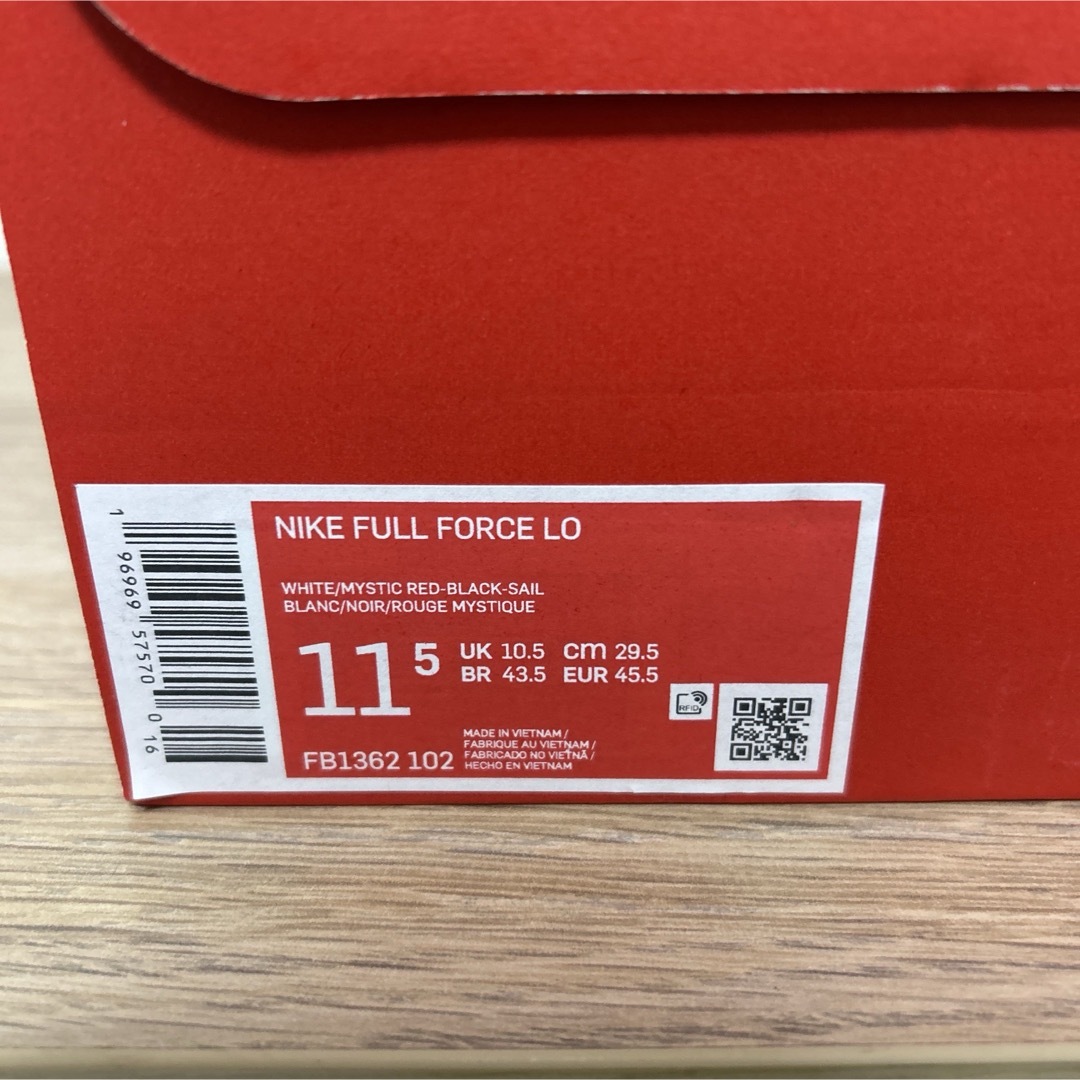 NIKE FULL FORCE LO
WHITE/MYSTIC RED-BLACK-SAIL
BLANC/NOIR/ROUGE MYSTIQUE
11 5
UK 10.5 cm 29.5
BR 43.5 EUR 45.5
RFID
FB1362 102
MADE IN VIETNAM /
FABRIQUE AU VIETNAM /
FABRICADO NO VIETNÃ /
HECHO EN VIETNAM
1 96969 57570 0 16